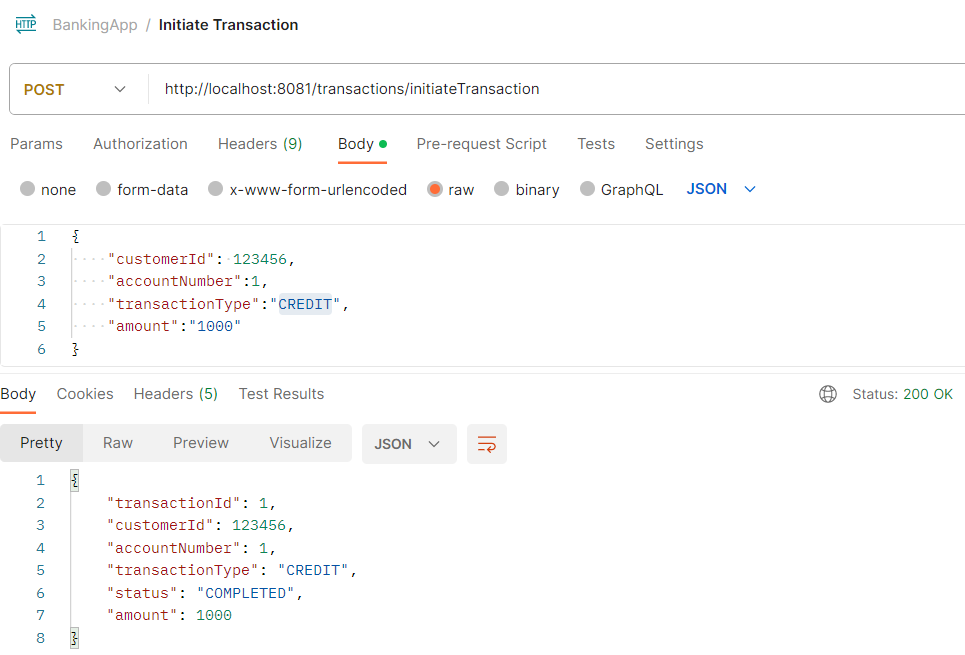 HTTP BankingApp / Initiate Transaction
POST http://localhost:8081/transactions/initiateTransaction
Params Authorization Headers (9) Body Pre-request Script Tests Settings
none form-data x-www-form-urlencoded raw binary GraphQL JSON
1 {
2 "customerId": 123456,
3 "accountNumber":1,
4 "transactionType":"CREDIT",
5 "amount":"1000"
6 }
Body Cookies Headers (5) Test Results Status: 200 OK
Pretty Raw Preview Visualize JSON
1 {
2 "transactionId": 1,
3 "customerId": 123456,
4 "accountNumber": 1,
5 "transactionType": "CREDIT",
6 "status": "COMPLETED",
7 "amount": 1000
8 }